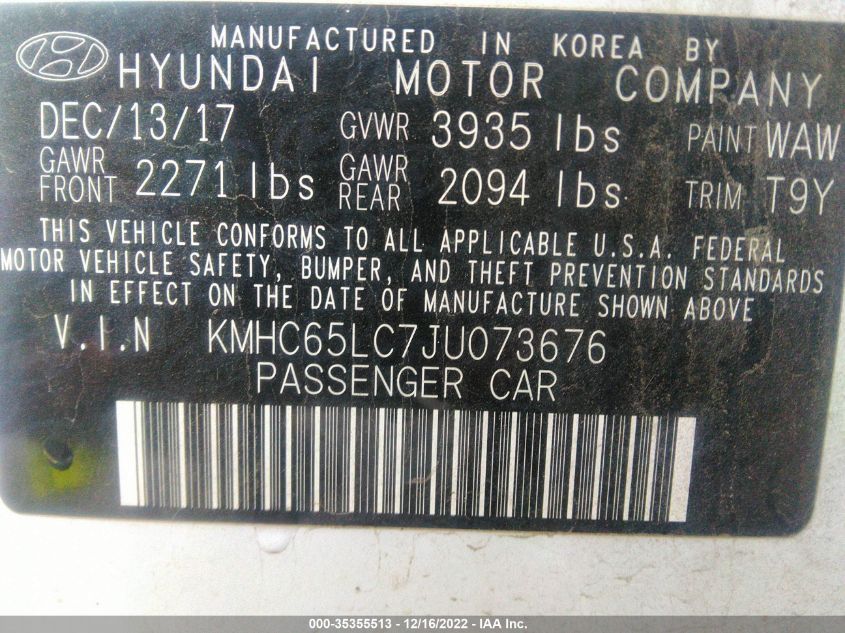 MANUFACTURED IN KOREA BY
HYUNDAI MOTOR COMPANY
DEC/13/17 GVWR 3935 lbs PAINT WAW
GAWR FRONT 2271 lbs GAWR REAR 2094 lbs TRIM T9Y
THIS VEHICLE CONFORMS TO ALL APPLICABLE U.S.A. FEDERAL
MOTOR VEHICLE SAFETY, BUMPER, AND THEFT PREVENTION STANDARDS
IN EFFECT ON THE DATE OF MANUFACTURE SHOWN ABOVE
V.I.N KMHC65LC7JU073676
PASSENGER CAR
000-35355513 - 12/16/2022 - IAA Inc.